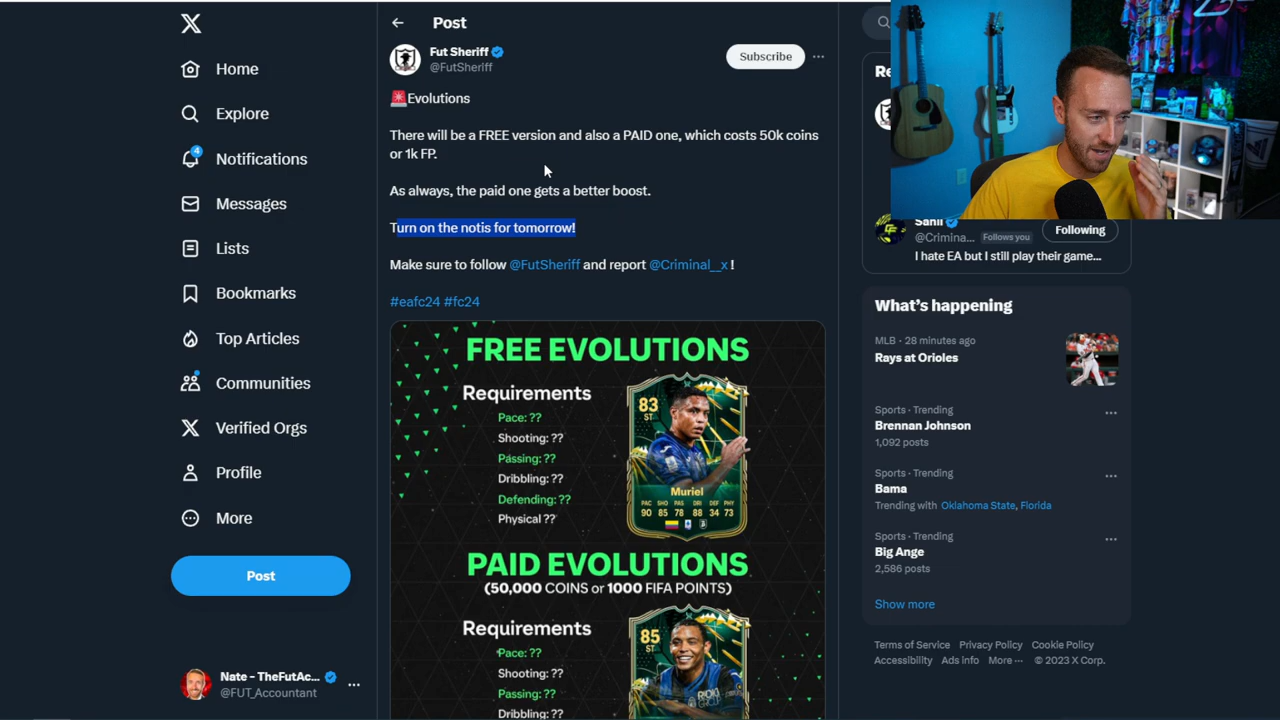 Home
Explore
4
Notifications
Messages
Lists
Bookmarks
Top Articles
Communities
Verified Orgs
Profile
More
Post
Nate - TheFutAc...
@FUT_Accountant
Post
Fut Sheriff
@FutSheriff
Subscribe
🚨Evolutions
There will be a FREE version and also a PAID one, which costs 50k coins
or 1k FP.
As always, the paid one gets a better boost.
Turn on the notis for tomorrow!
Make sure to follow @FutSheriff and report @Criminal__x !
#eafc24 #fc24
FREE EVOLUTIONS
Requirements
Pace: ??
Shooting: ??
Passing: ??
Dribbling: ??
Defending: ??
Physical ??
83
ST
Muriel
PAC SHO PAS DRI DEF PHY
90 85 78 88 34 73
PAID EVOLUTIONS
(50,000 COINS or 1000 FIFA POINTS)
Requirements
Pace: ??
Shooting: ??
Passing: ??
Dribbling: ??
85
ST
Re
Sahil
@Crimina... Follows you
Following
I hate EA but I still play their game...
What's happening
MLB · 28 minutes ago
Rays at Orioles
Sports · Trending
Brennan Johnson
1,092 posts
Sports · Trending
Bama
Trending with Oklahoma State, Florida
Sports · Trending
Big Ange
2,586 posts
Show more
Terms of Service Privacy Policy Cookie Policy
Accessibility Ads info More ··· © 2023 X Corp.